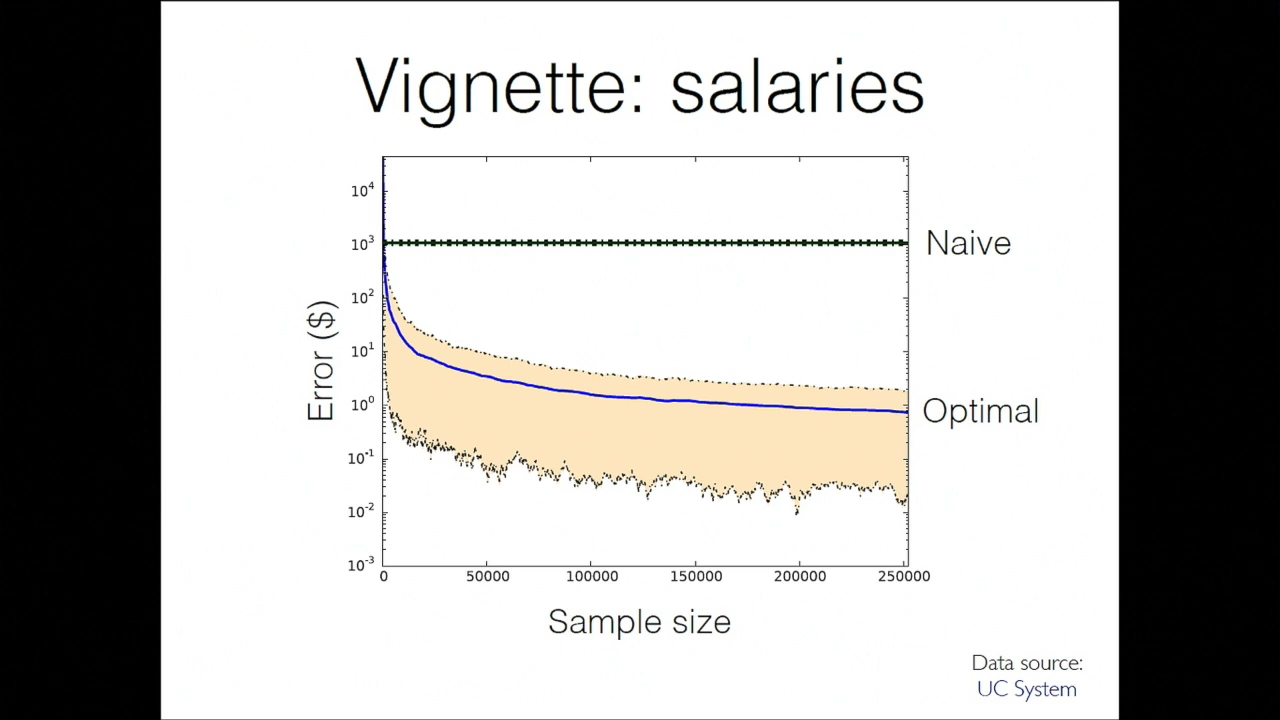 Vignette: salaries
10^4
10^3
10^2
10^1
10^0
10^-1
10^-2
10^-3
Error ($)
Naive
Optimal
0 50000 100000 150000 200000 250000
Sample size
Data source:
UC System